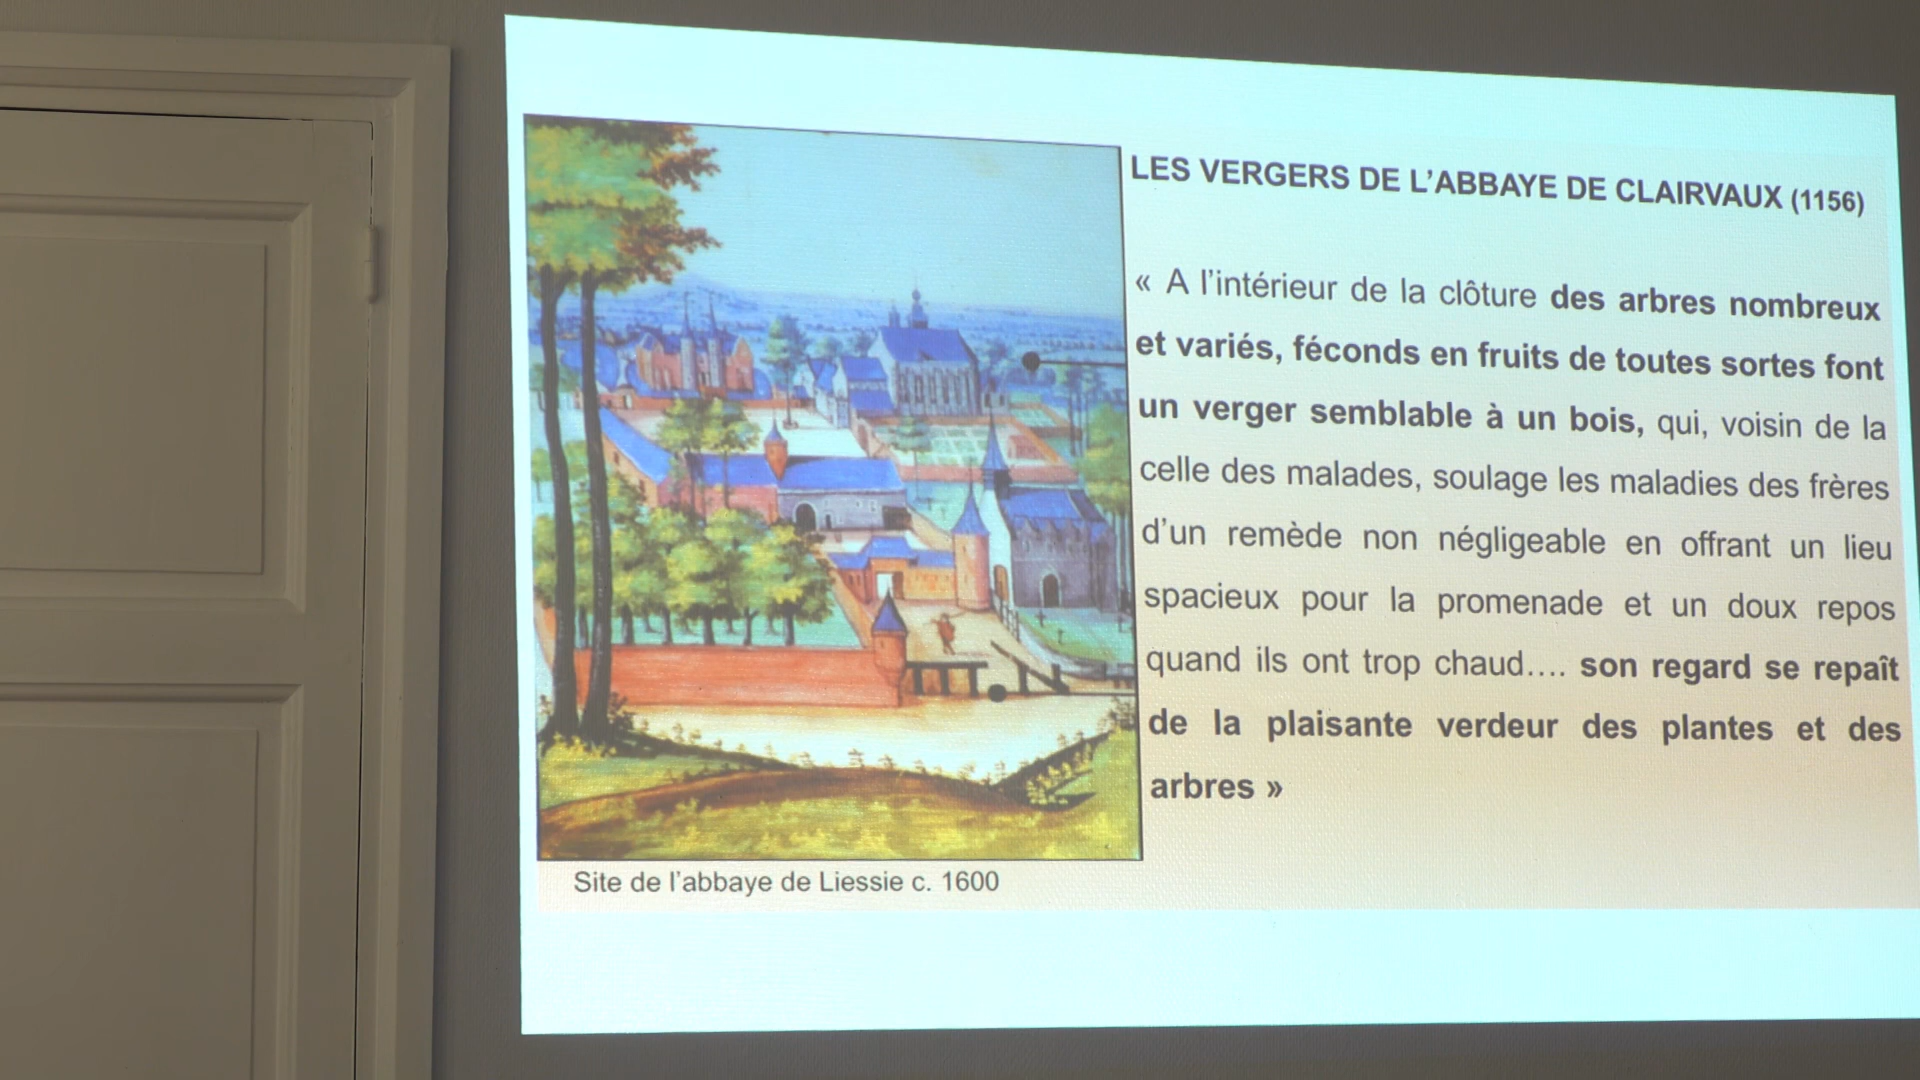 LES VERGERS DE L'ABBAYE DE CLAIRVAUX (1156)
« A l'intérieur de la clôture des arbres nombreux
et variés, féconds en fruits de toutes sortes font
un verger semblable à un bois, qui, voisin de la
celle des malades, soulage les maladies des frères
d'un remède non négligeable en offrant un lieu
spacieux pour la promenade et un doux repos
quand ils ont trop chaud.... son regard se repaît
de la plaisante verdeur des plantes et des
arbres »
Site de l'abbaye de Liessie c. 1600